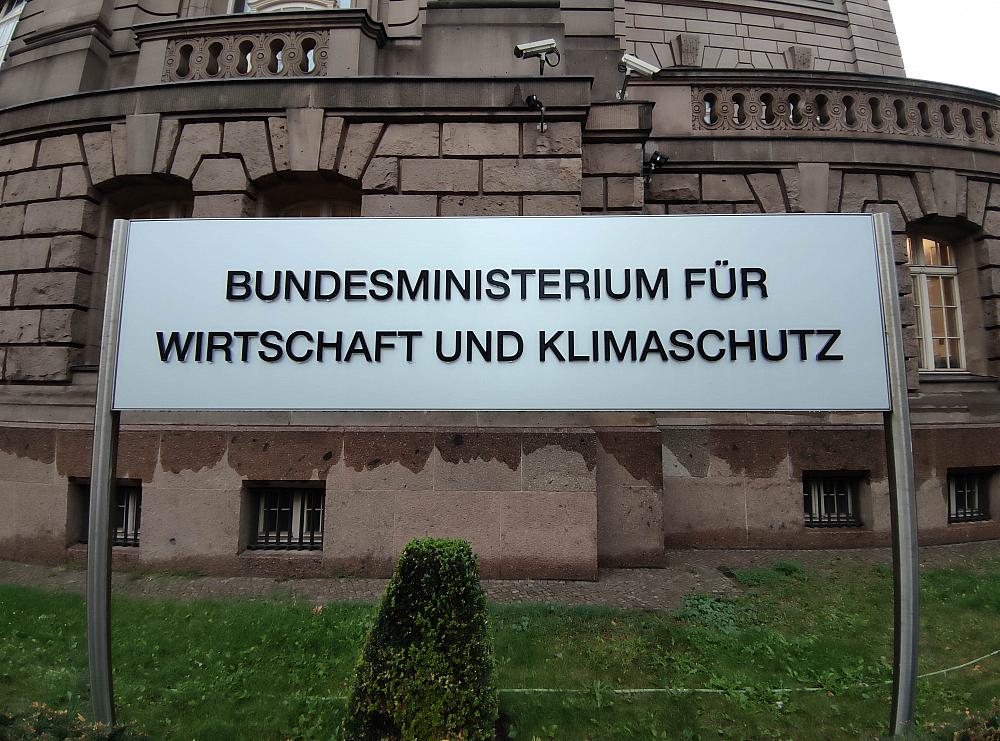 BUNDESMINISTERIUM FÜR
WIRTSCHAFT UND KLIMASCHUTZ